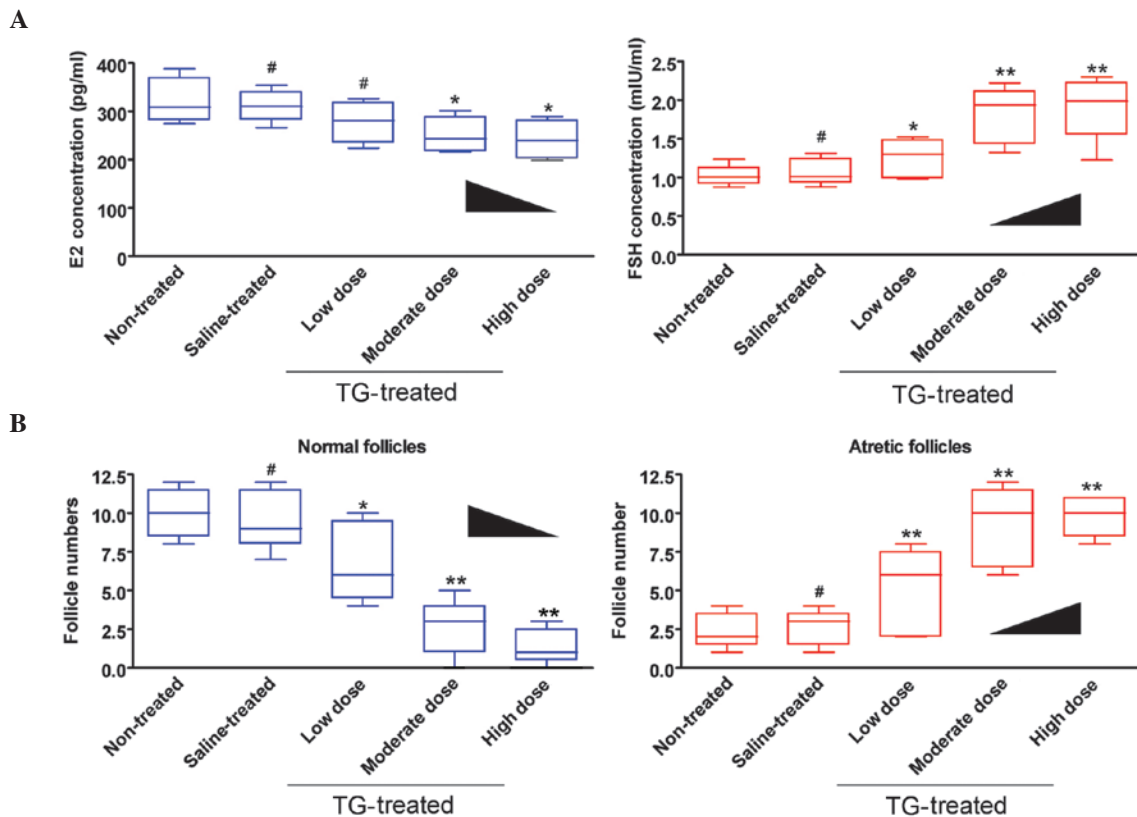 A
E2 concentration (pg/ml)
400
300
200
100
0
#
#
*
*
Non-treated
Saline-treated
Low dose
Moderate dose
High dose
TG-treated
FSH concentration (mIU/ml)
2.5
2.0
1.5
1.0
0.5
0.0
#
*
**
**
Non-treated
Saline-treated
Low dose
Moderate dose
High dose
TG-treated
B
Normal follicles
Follicle numbers
12.5
10.0
7.5
5.0
2.5
0.0
#
*
**
**
Non-treated
Saline-treated
Low dose
Moderate dose
High dose
TG-treated
Atretic follicles
Follicle number
12.5
10.0
7.5
5.0
2.5
0.0
#
**
**
**
Non-treated
Saline-treated
Low dose
Moderate dose
High dose
TG-treated